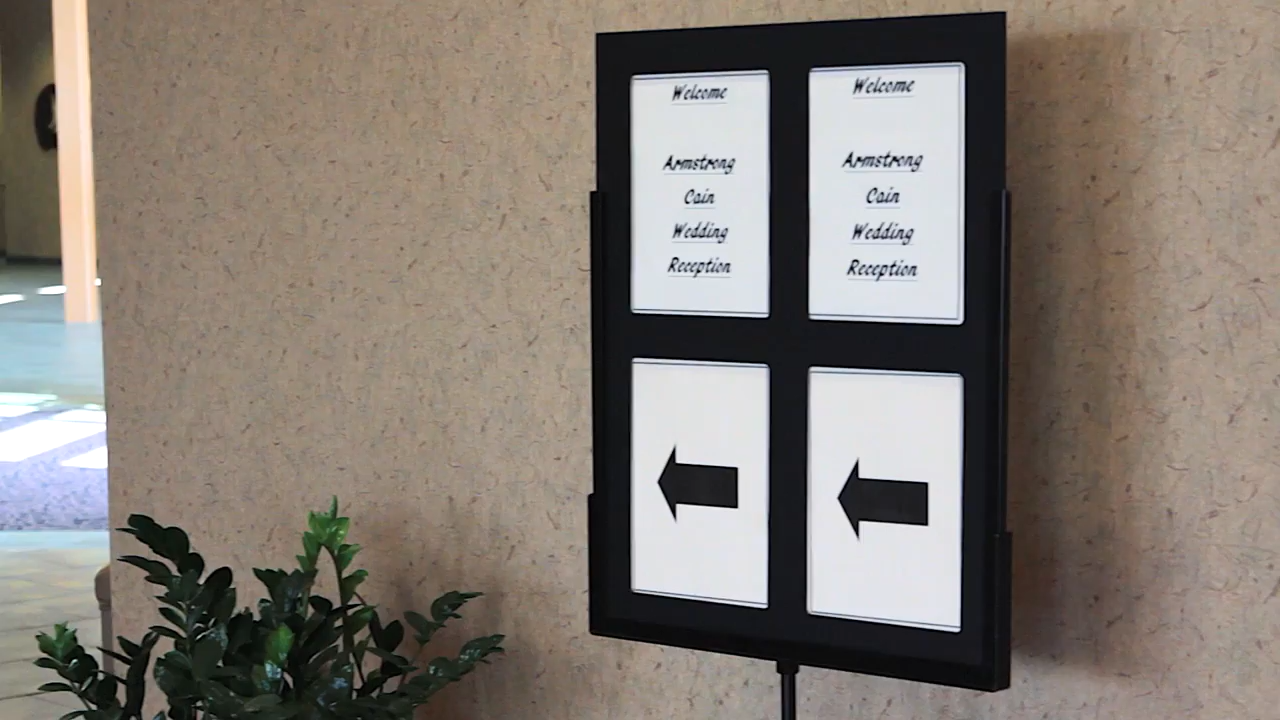 Welcome
Armstrong
Cain
Wedding
Reception
Welcome
Armstrong
Cain
Wedding
Reception